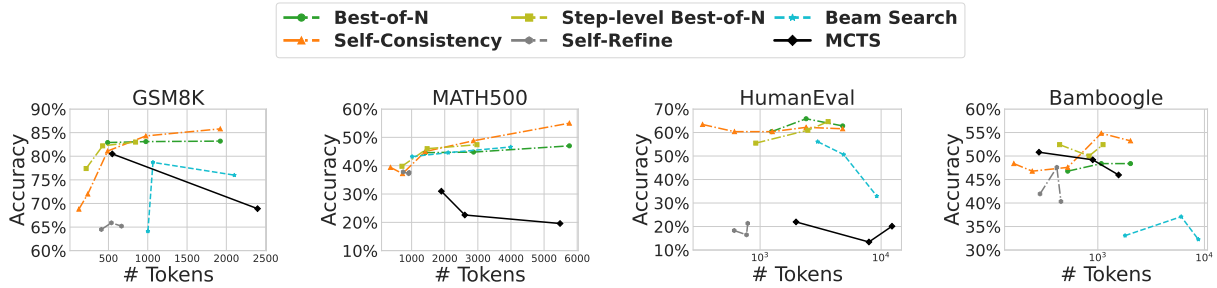 Best-of-N Step-level Best-of-N Beam Search
Self-Consistency Self-Refine MCTS
GSM8K
90%
85%
80%
75%
70%
65%
60%
Accuracy
500 1000 1500 2000 2500
# Tokens
MATH500
60%
50%
40%
30%
20%
10%
Accuracy
1000 2000 3000 4000 5000 6000
# Tokens
HumanEval
70%
60%
50%
40%
30%
20%
10%
Accuracy
10³ 10⁴
# Tokens
Bamboogle
60%
55%
50%
45%
40%
35%
30%
Accuracy
10³ 10⁴
# Tokens